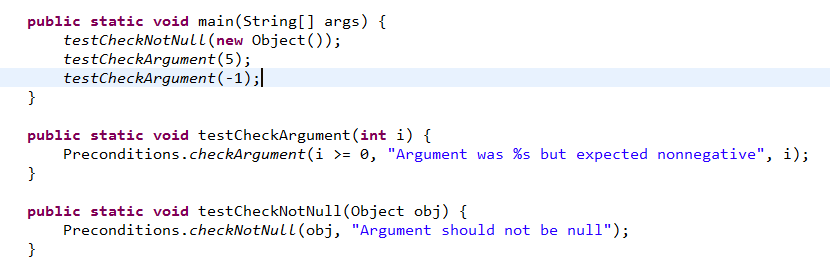 public static void main(String[] args) {
    testCheckNotNull(new Object());
    testCheckArgument(5);
    testCheckArgument(-1);
}
public static void testCheckArgument(int i) {
    Preconditions.checkArgument(i >= 0, "Argument was %s but expected nonnegative", i);
}
public static void testCheckNotNull(Object obj) {
    Preconditions.checkNotNull(obj, "Argument should not be null");
}